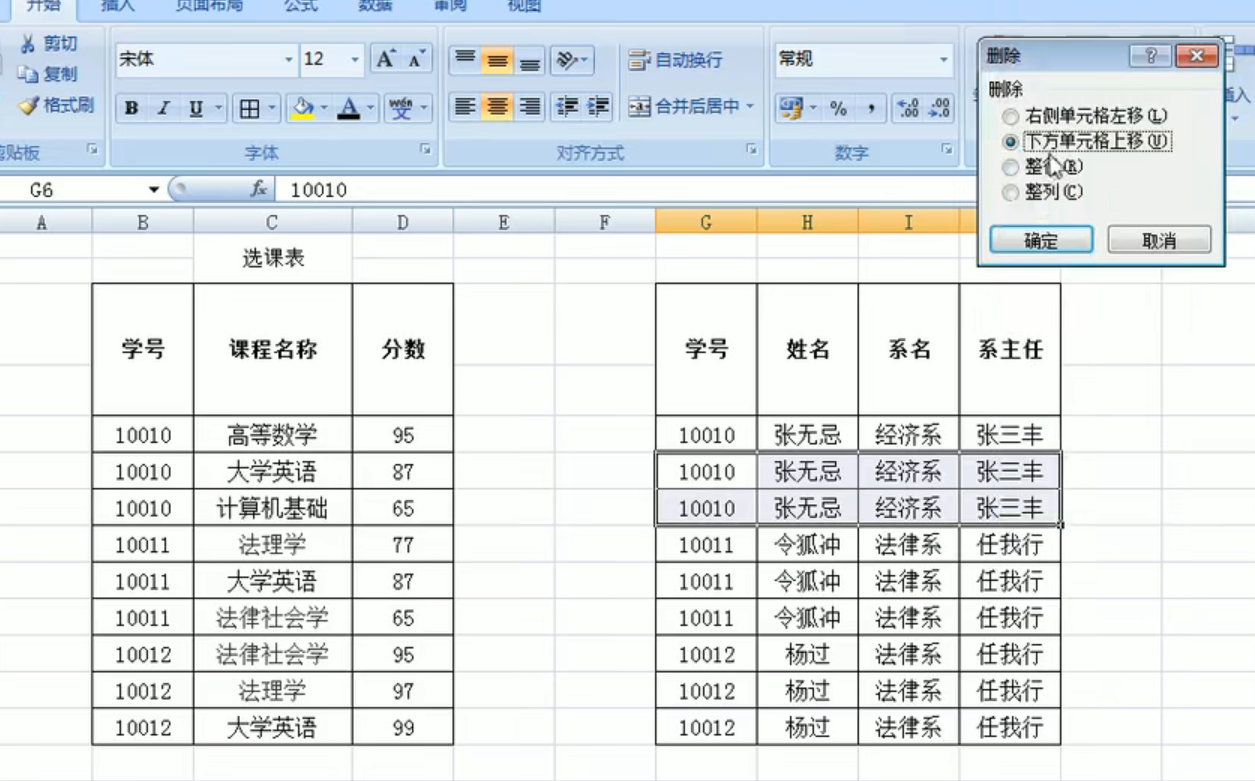 开始 插入 页面布局 公式 数据 审阅 视图
剪切
复制
格式刷
剪贴板
宋体 12
B I U
wén
字体
自动换行
合并后居中
对齐方式
常规
%
数字
插入
删除
删除
右侧单元格左移(L)
下方单元格上移(U)
整行(R)
整列(C)
确定 取消
G6 fx 10010
A B C D E F G H I
选课表
学号 课程名称 分数 学号 姓名 系名 系主任
10010 高等数学 95 10010 张无忌 经济系 张三丰
10010 大学英语 87 10010 张无忌 经济系 张三丰
10010 计算机基础 65 10010 张无忌 经济系 张三丰
10011 法理学 77 10011 令狐冲 法律系 任我行
10011 大学英语 87 10011 令狐冲 法律系 任我行
10011 法律社会学 65 10011 令狐冲 法律系 任我行
10012 法律社会学 95 10012 杨过 法律系 任我行
10012 法理学 97 10012 杨过 法律系 任我行
10012 大学英语 99 10012 杨过 法律系 任我行